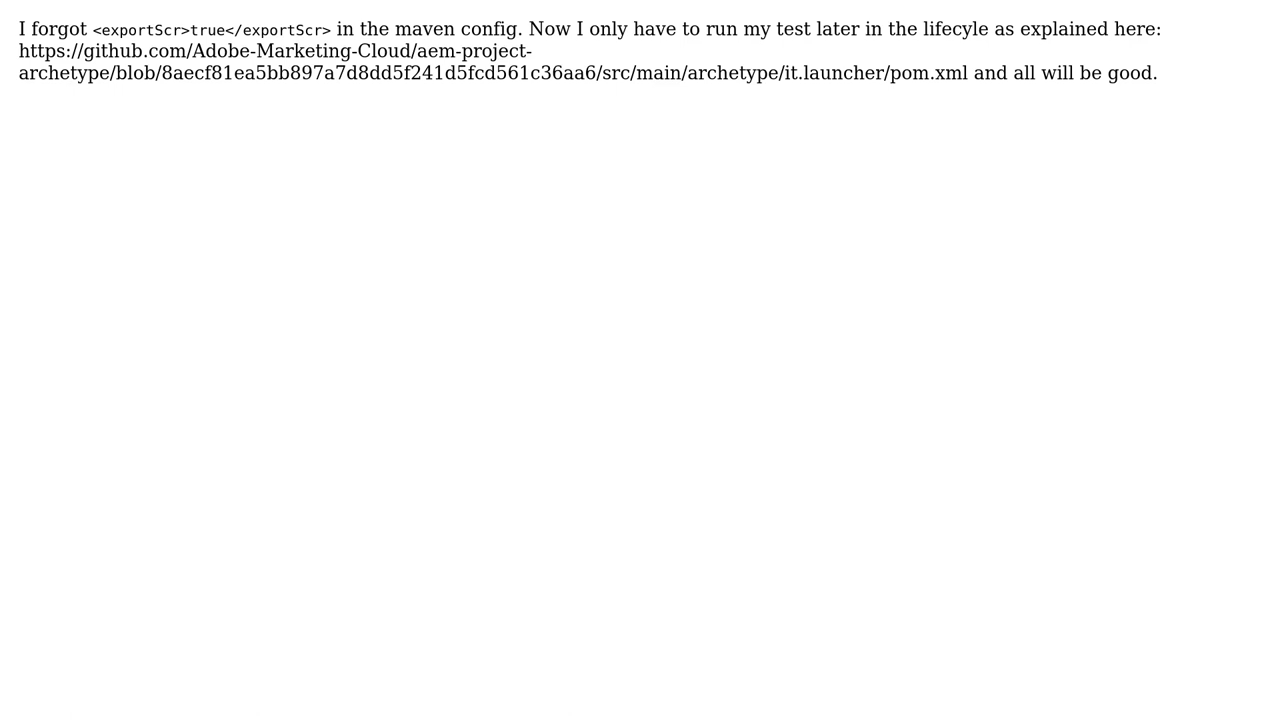 I forgot <exportScr>true</exportScr> in the maven config. Now I only have to run my test later in the lifecyle as explained here:
https://github.com/Adobe-Marketing-Cloud/aem-project-
archetype/blob/8aecf81ea5bb897a7d8dd5f241d5fcd561c36aa6/src/main/archetype/it.launcher/pom.xml and all will be good.